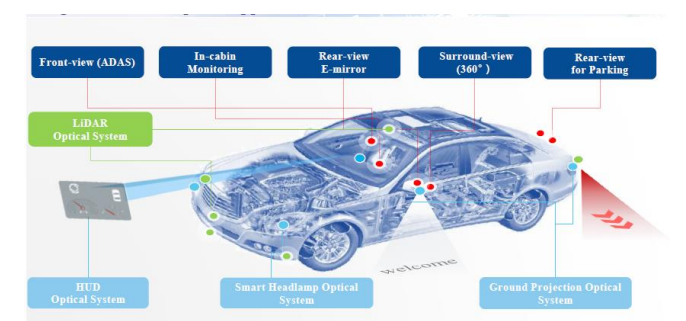 Front-view (ADAS)
In-cabin
Monitoring
Rear-view
E-mirror
Surround-view
(360°)
Rear-view
for Parking
LiDAR
Optical System
welcome
HUD
Optical System
Smart Headlamp Optical
System
Ground Projection Optical
System